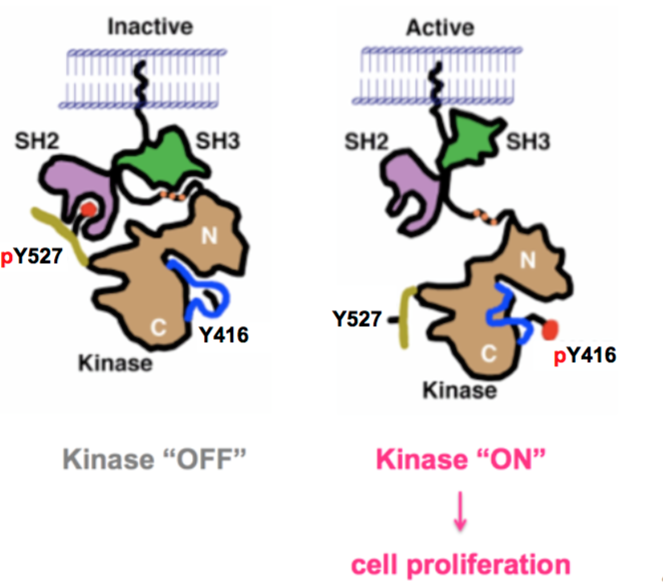 Inactive
SH2
SH3
N
pY527
C
Y416
Kinase
Kinase “OFF”
Active
SH2
SH3
N
Y527
C
pY416
Kinase
Kinase “ON”
cell proliferation